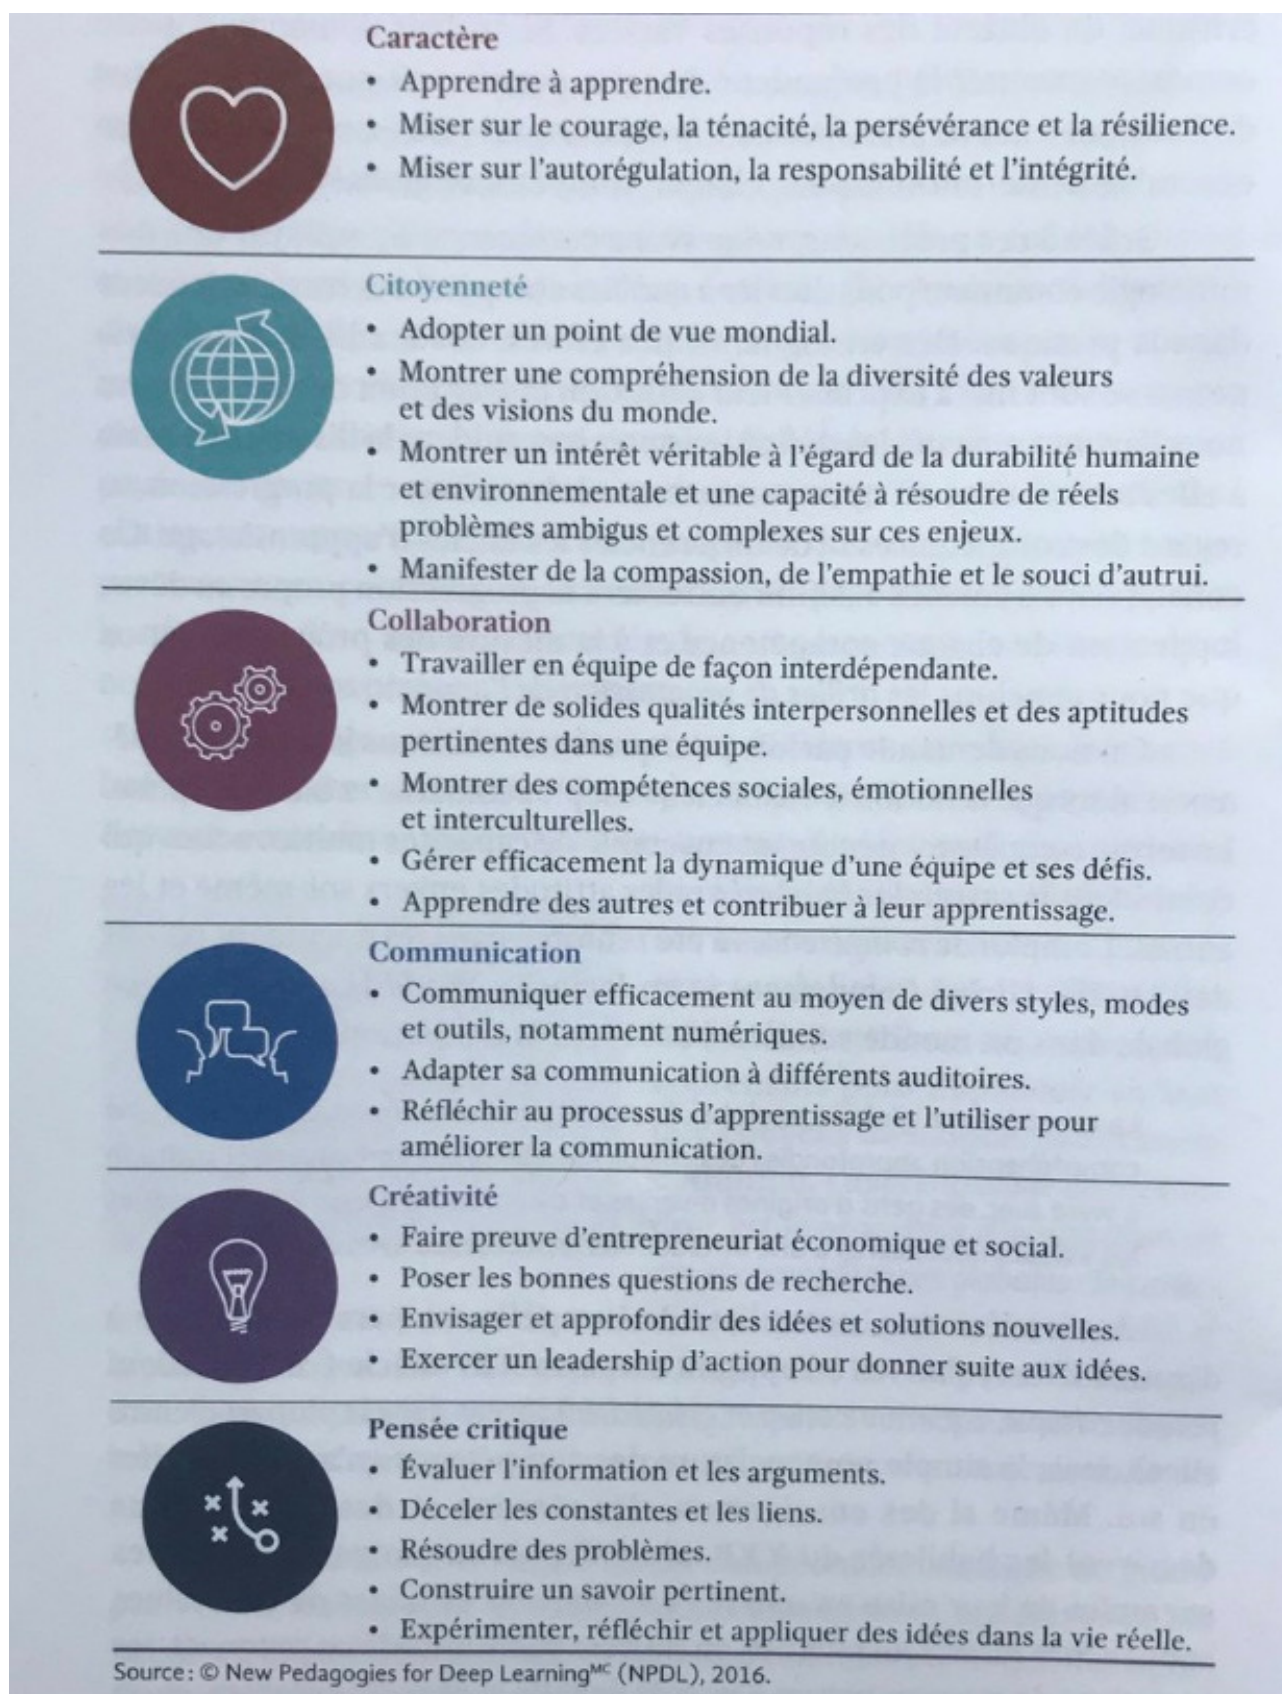 Caractère
• Apprendre à apprendre.
• Miser sur le courage, la ténacité, la persévérance et la résilience.
• Miser sur l'autorégulation, la responsabilité et l'intégrité.
Citoyenneté
• Adopter un point de vue mondial.
• Montrer une compréhension de la diversité des valeurs
et des visions du monde.
• Montrer un intérêt véritable à l'égard de la durabilité humaine
et environnementale et une capacité à résoudre de réels
problèmes ambigus et complexes sur ces enjeux.
• Manifester de la compassion, de l'empathie et le souci d'autrui.
Collaboration
• Travailler en équipe de façon interdépendante.
• Montrer de solides qualités interpersonnelles et des aptitudes
pertinentes dans une équipe.
• Montrer des compétences sociales, émotionnelles
et interculturelles.
• Gérer efficacement la dynamique d'une équipe et ses défis.
• Apprendre des autres et contribuer à leur apprentissage.
Communication
• Communiquer efficacement au moyen de divers styles, modes
et outils, notamment numériques.
• Adapter sa communication à différents auditoires.
• Réfléchir au processus d'apprentissage et l'utiliser pour
améliorer la communication.
Créativité
• Faire preuve d'entrepreneuriat économique et social.
• Poser les bonnes questions de recherche.
• Envisager et approfondir des idées et solutions nouvelles.
• Exercer un leadership d'action pour donner suite aux idées.
Pensée critique
• Évaluer l'information et les arguments.
• Déceler les constantes et les liens.
• Résoudre des problèmes.
• Construire un savoir pertinent.
• Expérimenter, réfléchir et appliquer des idées dans la vie réelle.
Source : © New Pedagogies for Deep Learning™ᶜ (NPDL), 2016.